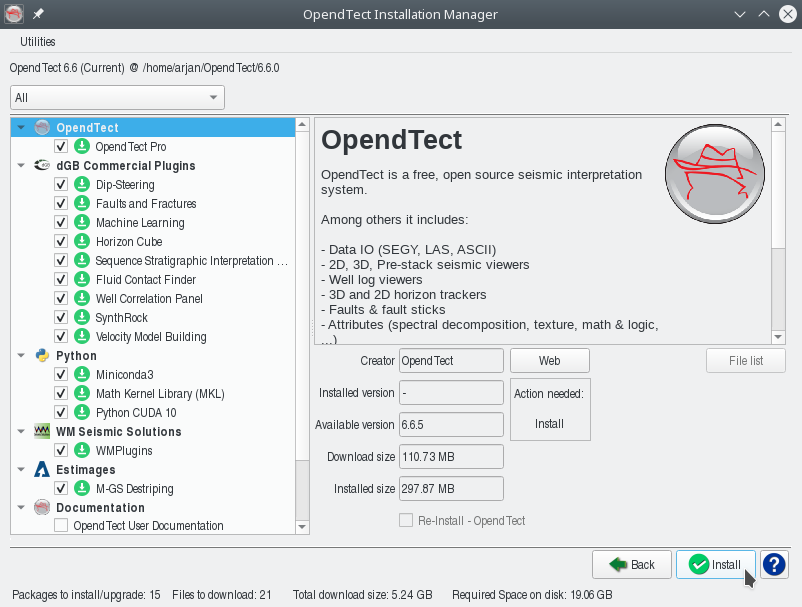 OpendTect Installation Manager
Utilities
OpendTect 6.6 (Current) @ /home/arjan/OpendTect/6.6.0
All
OpendTect
OpendTect Pro
dGB Commercial Plugins
Dip-Steering
Faults and Fractures
Machine Learning
Horizon Cube
Sequence Stratigraphic Interpretation ...
Fluid Contact Finder
Well Correlation Panel
SynthRock
Velocity Model Building
Python
Miniconda3
Math Kernel Library (MKL)
Python CUDA 10
WM Seismic Solutions
WMPlugins
Estimages
M-GS Destriping
Documentation
OpendTect User Documentation
OpendTect
OpendTect is a free, open source seismic interpretation
system.
Among others it includes:
- Data IO (SEGY, LAS, ASCII)
- 2D, 3D, Pre-stack seismic viewers
- Well log viewers
- 3D and 2D horizon trackers
- Faults & fault sticks
- Attributes (spectral decomposition, texture, math & logic,
...)
Creator OpendTect Web File list
Installed version -
Action needed:
Install
Available version 6.6.5
Download size 110.73 MB
Installed size 297.87 MB
Re-Install - OpendTect
Back Install ?
Packages to install/upgrade: 15 Files to download: 21 Total download size: 5.24 GB Required Space on disk: 19.06 GB